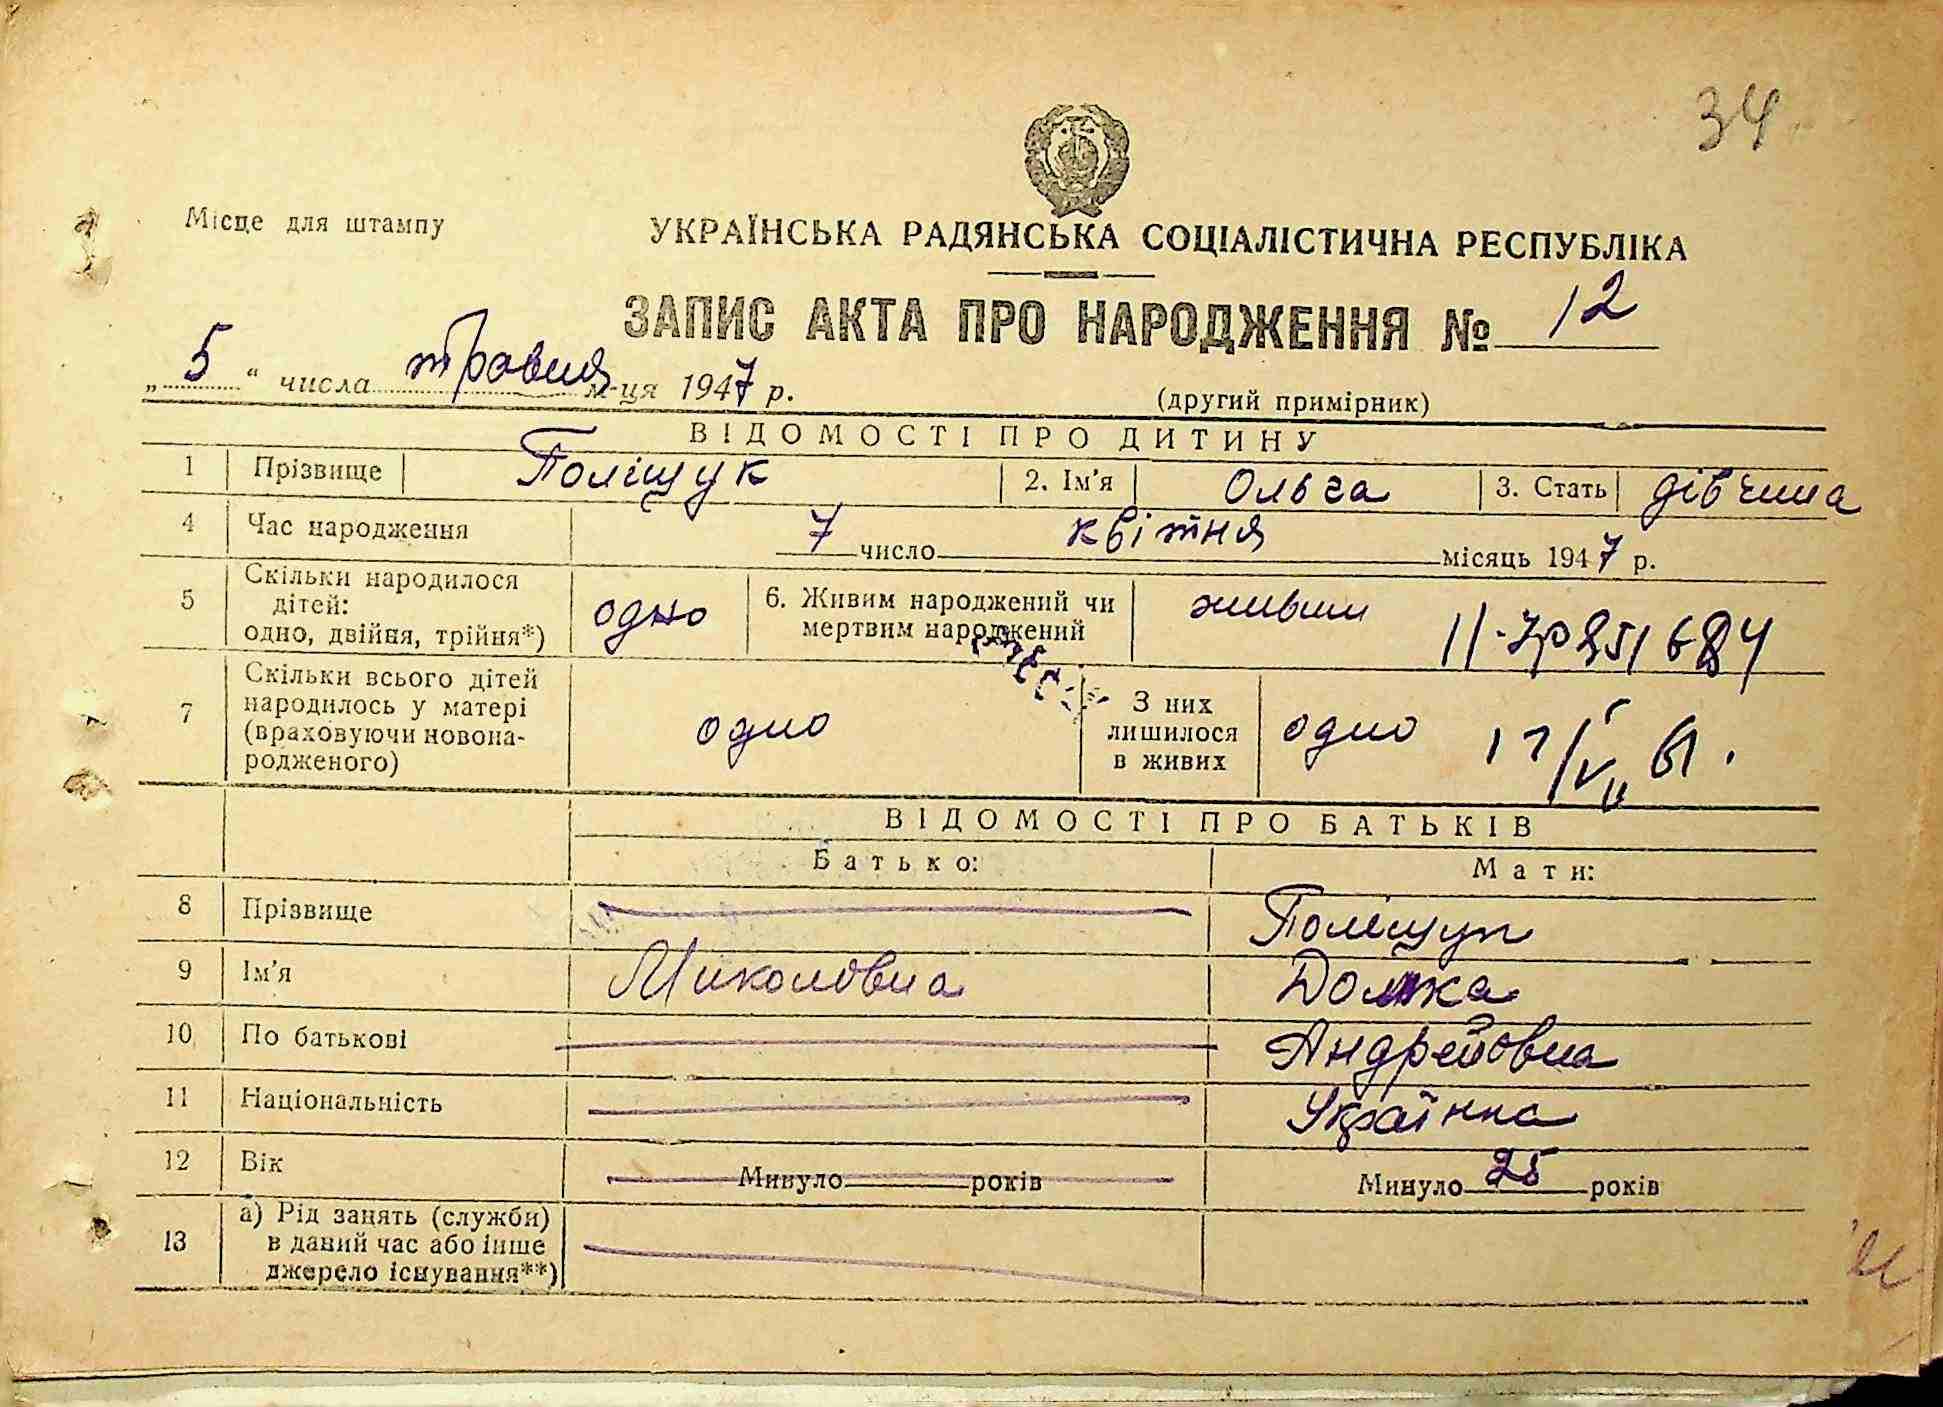 34
Місце для штампу
УКРАЇНСЬКА РАДЯНСЬКА СОЦІАЛІСТИЧНА РЕСПУБЛІКА
ЗАПИС АКТА ПРО НАРОДЖЕННЯ № 12
„5“ числа травня м-ця 1947 р.
(другий примірник)
ВІДОМОСТІ ПРО ДИТИНУ
1 Прізвище Поліщук 2. Ім'я Ольга 3. Стать дівчина
4 Час народження 7 число квітня місяць 1947 р.
5 Скільки народилося дітей: одно, двійня, трійня*) одно 6. Живим народжений чи мертвим народжений живим
7 Скільки всього дітей народилось у матері (враховуючи новонародженого) одно З них лишилося в живих одно
ВІДОМОСТІ ПРО БАТЬКІВ
Батько: Мати:
8 Прізвище Поліщук
9 Ім'я Миколовна
10 По батькові Андрейовна
11 Національність Українка
12 Вік Минуло років Минуло 25 років
13 а) Рід занять (служби) в даний час або інше джерело існування**)